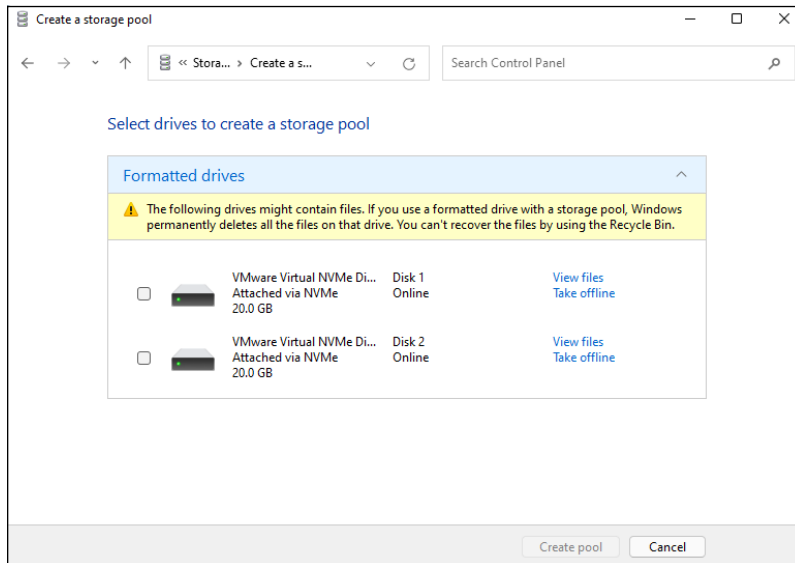 Create a storage pool
« Stora... › Create a s...
Search Control Panel
Select drives to create a storage pool
Formatted drives
The following drives might contain files. If you use a formatted drive with a storage pool, Windows
permanently deletes all the files on that drive. You can't recover the files by using the Recycle Bin.
VMware Virtual NVMe Di... Disk 1 View files
Attached via NVMe Online Take offline
20.0 GB
VMware Virtual NVMe Di... Disk 2 View files
Attached via NVMe Online Take offline
20.0 GB
Create pool Cancel